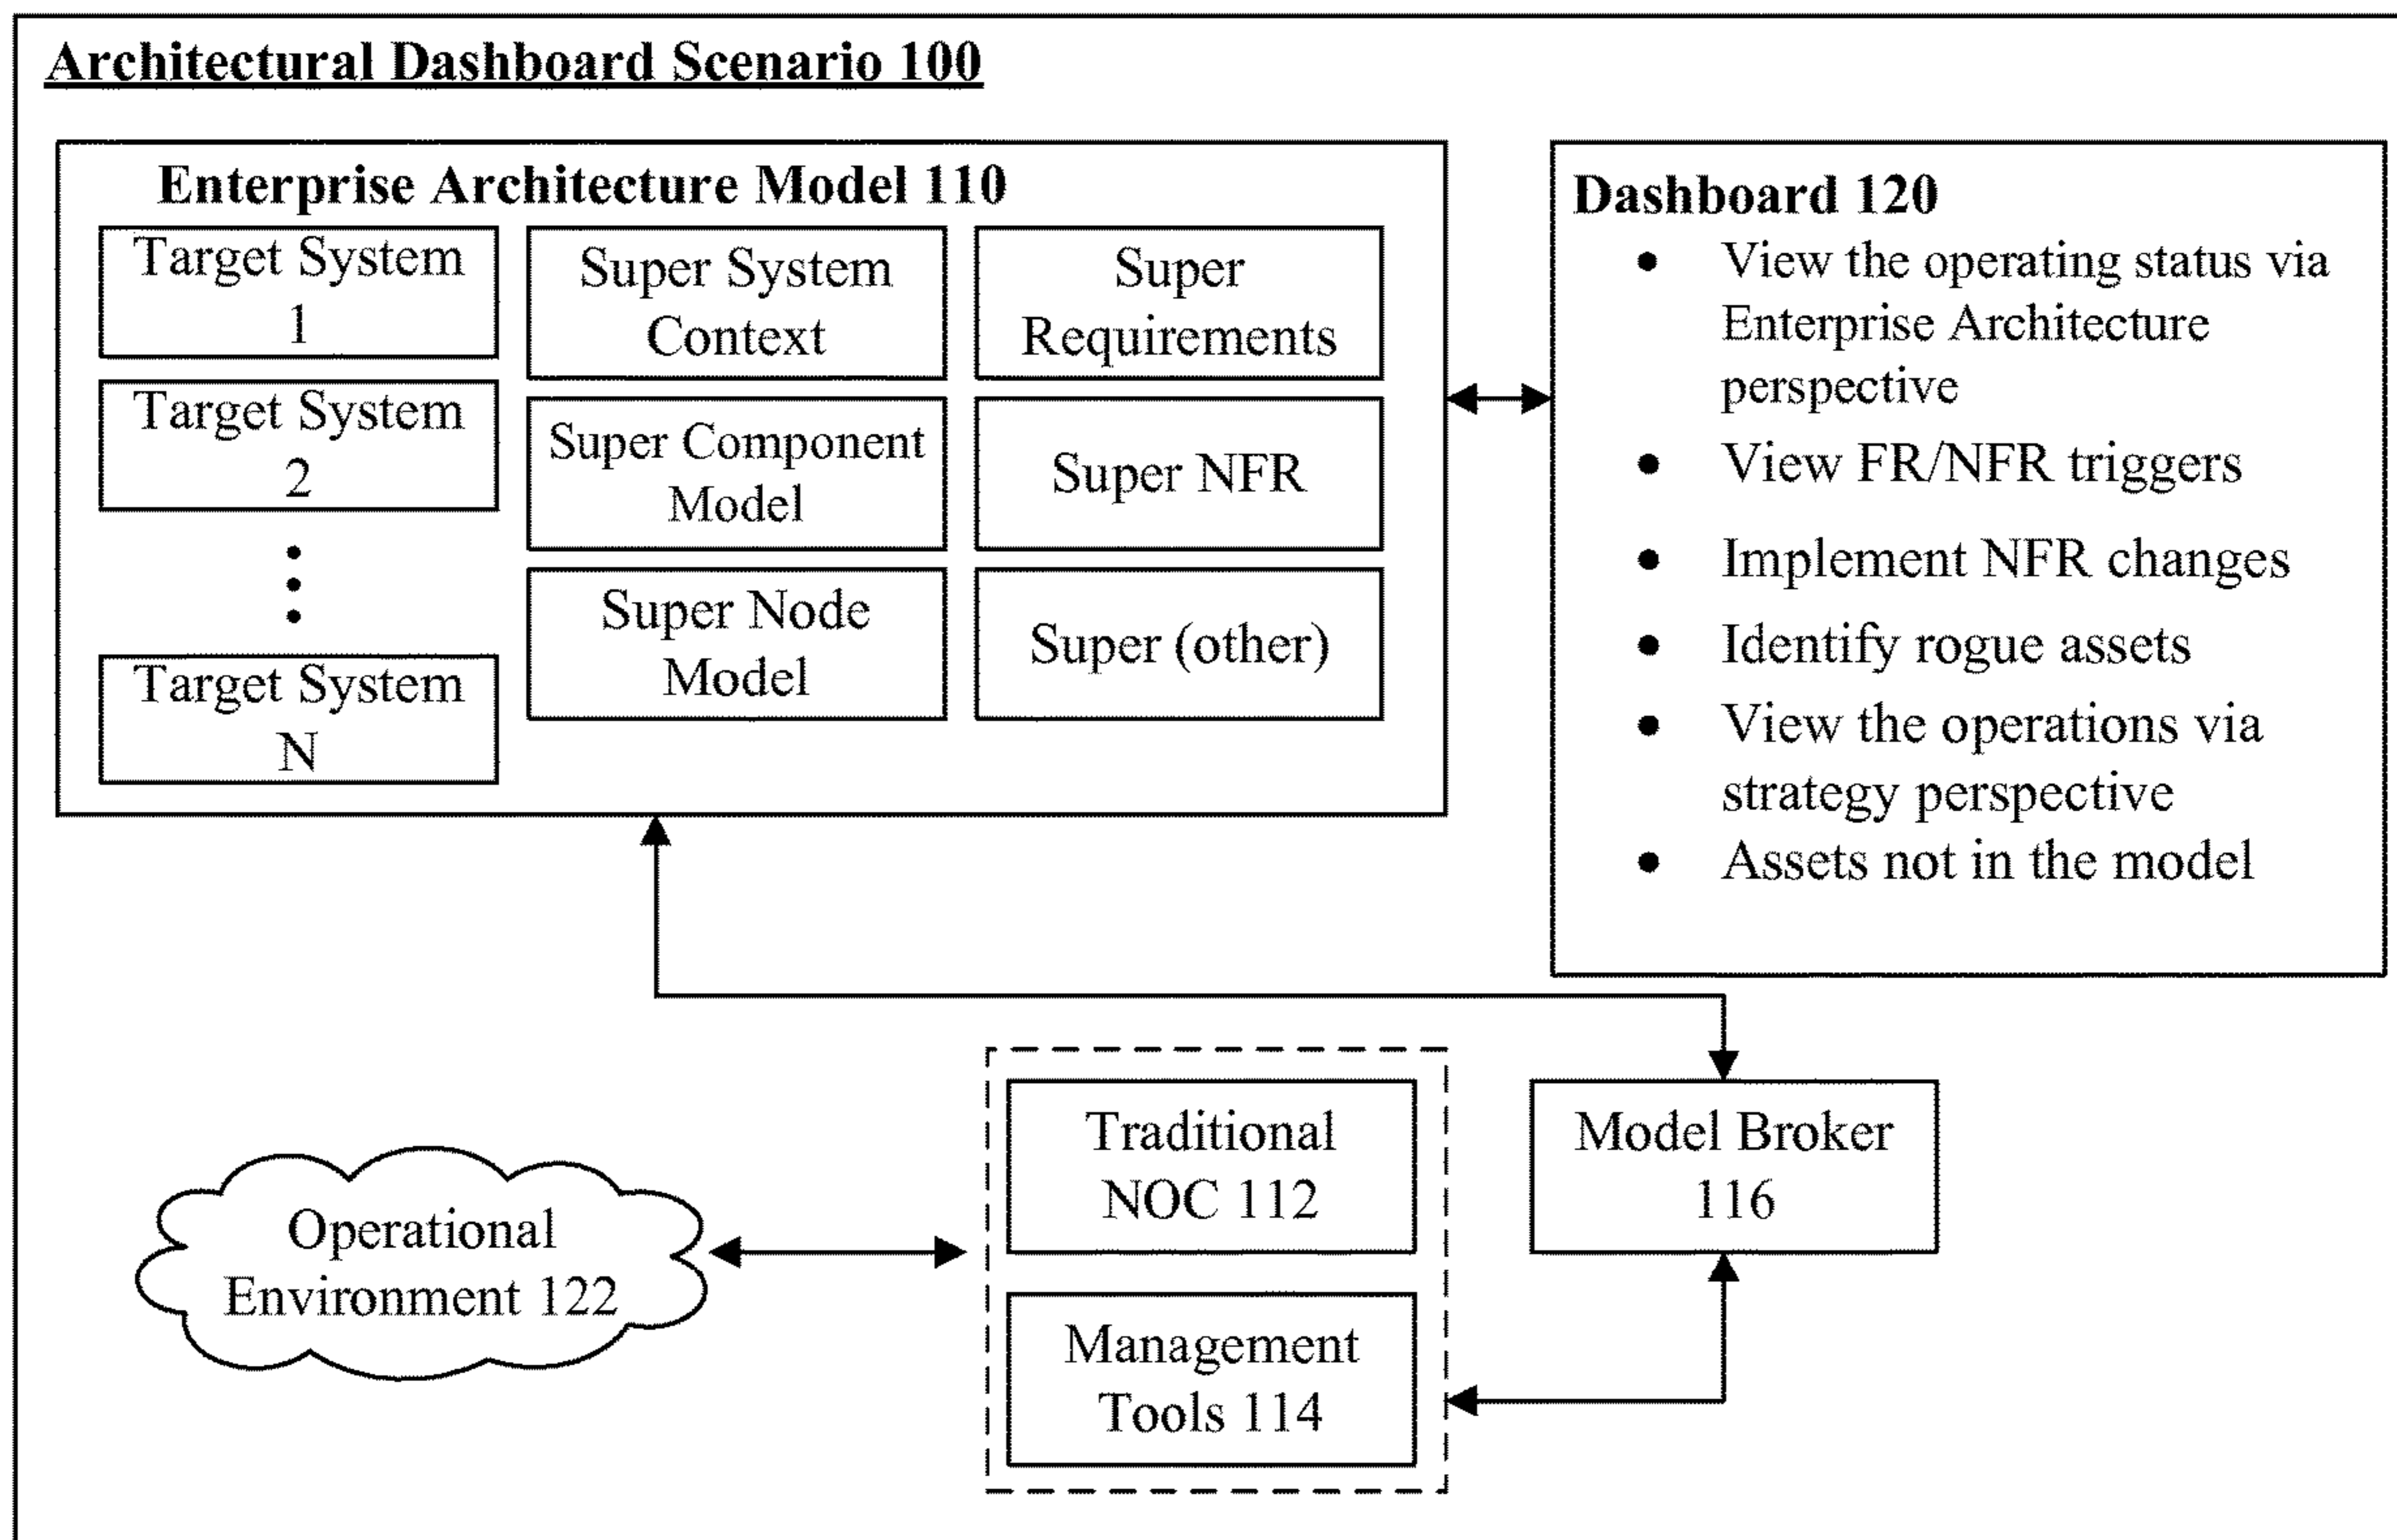 Architectural Dashboard Scenario 100
Enterprise Architecture Model 110
Target System
1
Target System
2
Target System
N
Super System
Context
Super Component
Model
Super Node
Model
Super
Requirements
Super NFR
Super (other)
Dashboard 120
• View the operating status via
Enterprise Architecture
perspective
• View FR/NFR triggers
• Implement NFR changes
• Identify rogue assets
• View the operations via
strategy perspective
• Assets not in the model
Operational
Environment 122
Traditional
NOC 112
Management
Tools 114
Model Broker
116